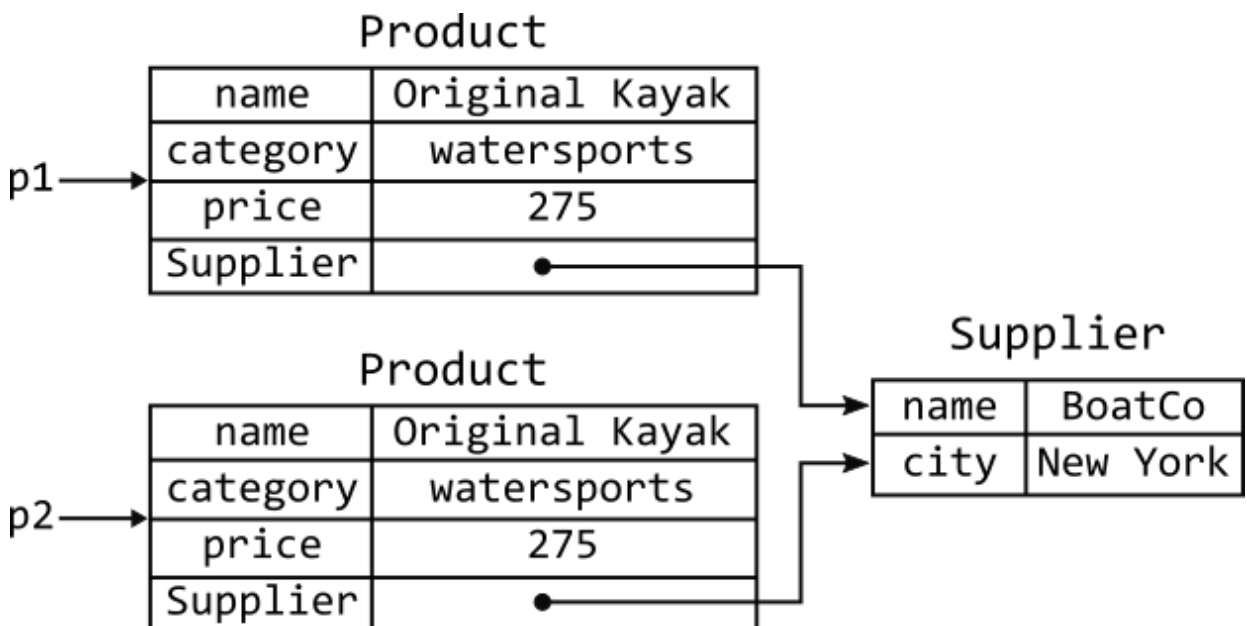 Product
name Original Kayak
category watersports
p1
price 275
Supplier
Supplier
Product
name BoatCo
name Original Kayak
city New York
category watersports
p2
price 275
Supplier